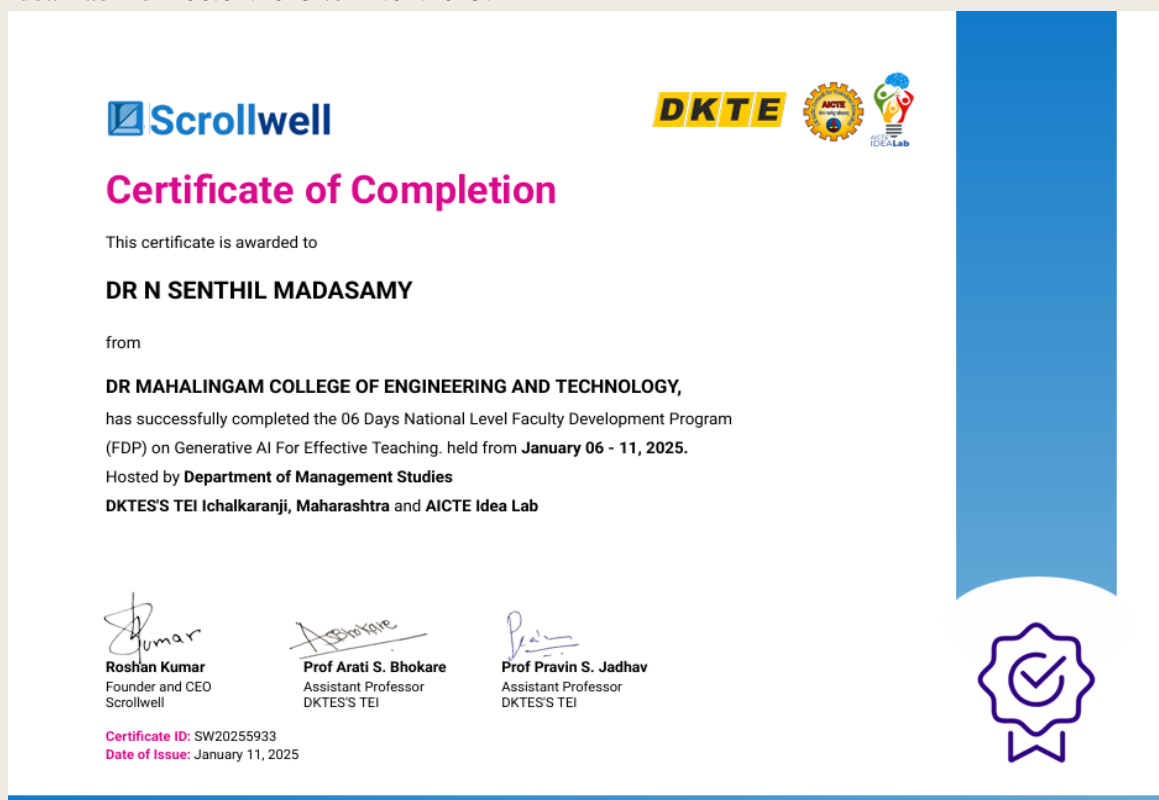 Scrollwell
DKTE
AICTE
AICTE
IDEALab
Certificate of Completion
This certificate is awarded to
DR N SENTHIL MADASAMY
from
DR MAHALINGAM COLLEGE OF ENGINEERING AND TECHNOLOGY,
has successfully completed the 06 Days National Level Faculty Development Program
(FDP) on Generative AI For Effective Teaching. held from January 06 - 11, 2025.
Hosted by Department of Management Studies
DKTES'S TEI Ichalkaranji, Maharashtra and AICTE Idea Lab
Roshan Kumar
Founder and CEO
Scrollwell
Prof Arati S. Bhokare
Assistant Professor
DKTES'S TEI
Prof Pravin S. Jadhav
Assistant Professor
DKTES'S TEI
Certificate ID: SW20255933
Date of Issue: January 11, 2025